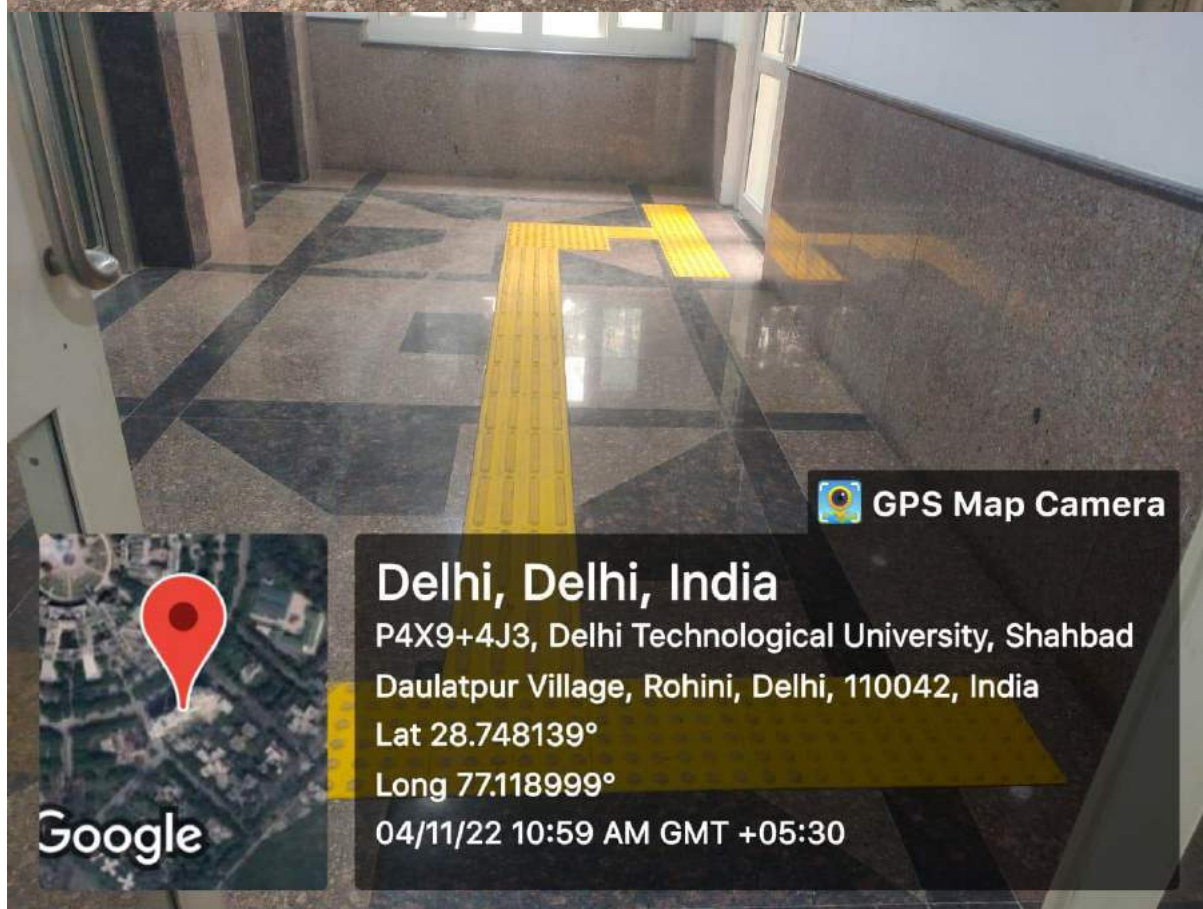 GPS Map Camera
Delhi, Delhi, India
P4X9+4J3, Delhi Technological University, Shahbad
Daulatpur Village, Rohini, Delhi, 110042, India
Lat 28.748139°
Long 77.118999°
04/11/22 10:59 AM GMT +05:30
Google